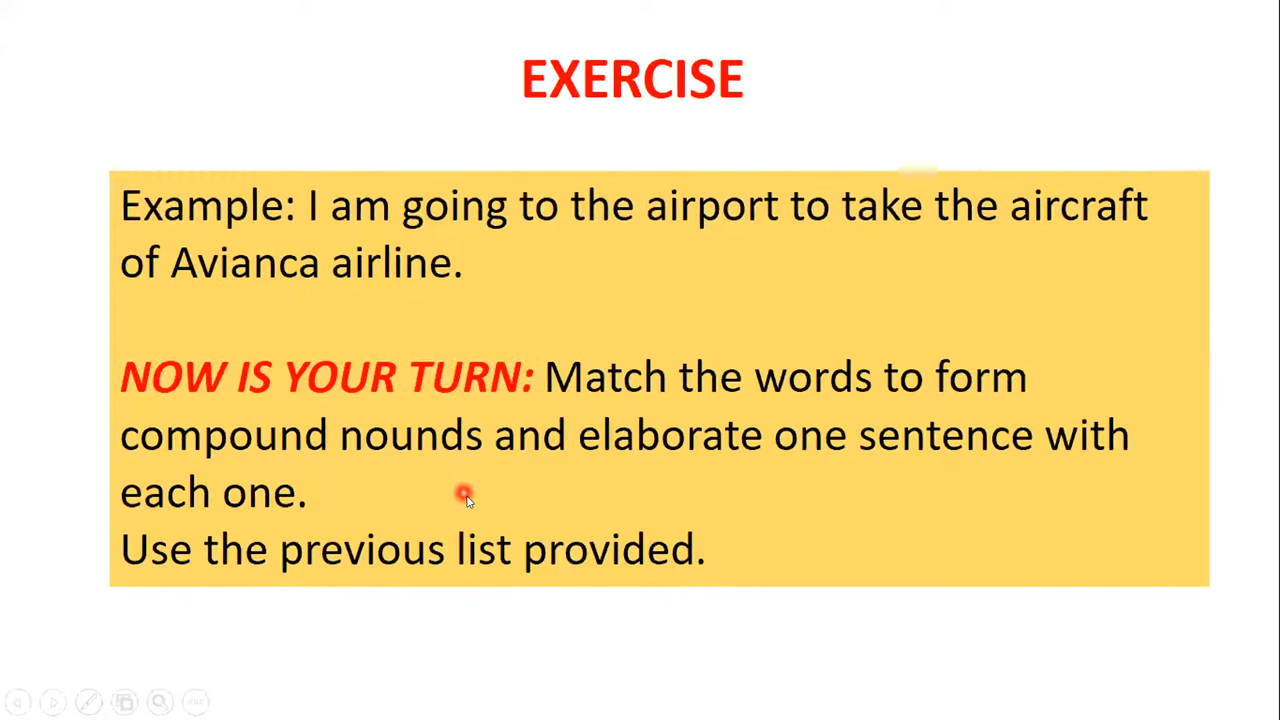 EXERCISE
Example: I am going to the airport to take the aircraft
of Avianca airline.
NOW IS YOUR TURN: Match the words to form
compound nounds and elaborate one sentence with
each one.
Use the previous list provided.